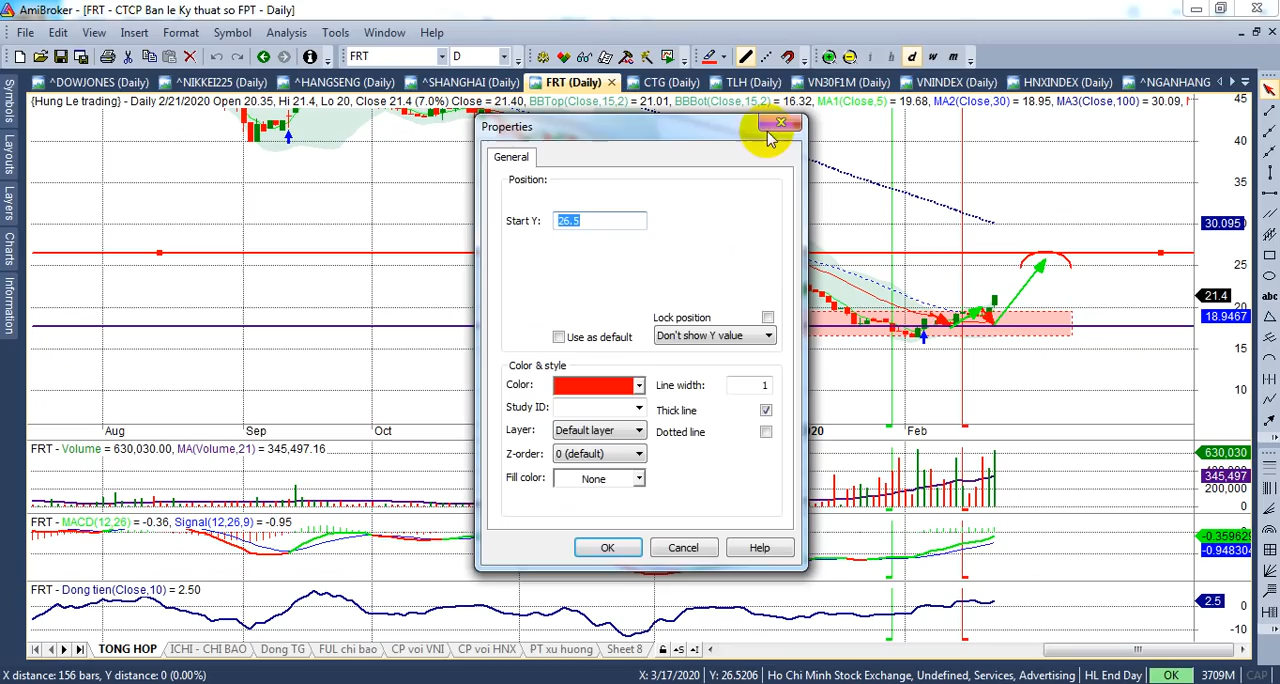 AmiBroker - [FRT - CTCP Ban le Ky thuat so FPT - Daily]
File Edit View Insert Format Symbol Analysis Tools Window Help
FRT D i h d w m
^DOWJONES (Daily) ^NIKKEI225 (Daily) ^HANGSENG (Daily) ^SHANGHAI (Daily) FRT (Daily) CTG (Daily) TLH (Daily) VN30F1M (Daily) VNINDEX (Daily) HNXINDEX (Daily) ^NGANHANG
{Hung Le trading} - Daily 2/21/2020 Open 20.35, Hi 21.4, Lo 20, Close 21.4 (7.0%) Close = 21.40, BBTop(Close,15,2) = 21.01, BBBot(Close,15,2) = 16.32, MA1(Close,5) = 19.68, MA2(Close,30) = 18.95, MA3(Close,100) = 30.09,
Symbols
Layouts
Layers
Charts
Information
abc
45
40
35
30.095
25
21.4
20
18.9467
15
10
Properties
General
Position:
Start Y: 26.5
Lock position
Use as default Don't show Y value
Color & style
Color: Line width: 1
Study ID: Thick line
Layer: Default layer Dotted line
Z-order: 0 (default)
Fill color: None
OK Cancel Help
Aug Sep Oct 20 Feb
FRT - Volume = 630,030.00, MA(Volume,21) = 345,497.16
630,030
345,497
200,000
0
FRT - MACD(12,26) = -0.36, Signal(12,26,9) = -0.95
-0.359629
-0.948304
FRT - Dong tien(Close,10) = 2.50
2.5
0
-10
TONG HOP ICHI - CHI BAO Dong TG FUL chi bao CP voi VNI CP voi HNX PT xu huong Sheet 8
X distance: 156 bars, Y distance: 0 (0.00%) X: 3/17/2020 Y: 26.5206 Ho Chi Minh Stock Exchange, Undefined, Services, Advertising HL End Day OK 3709M CAP